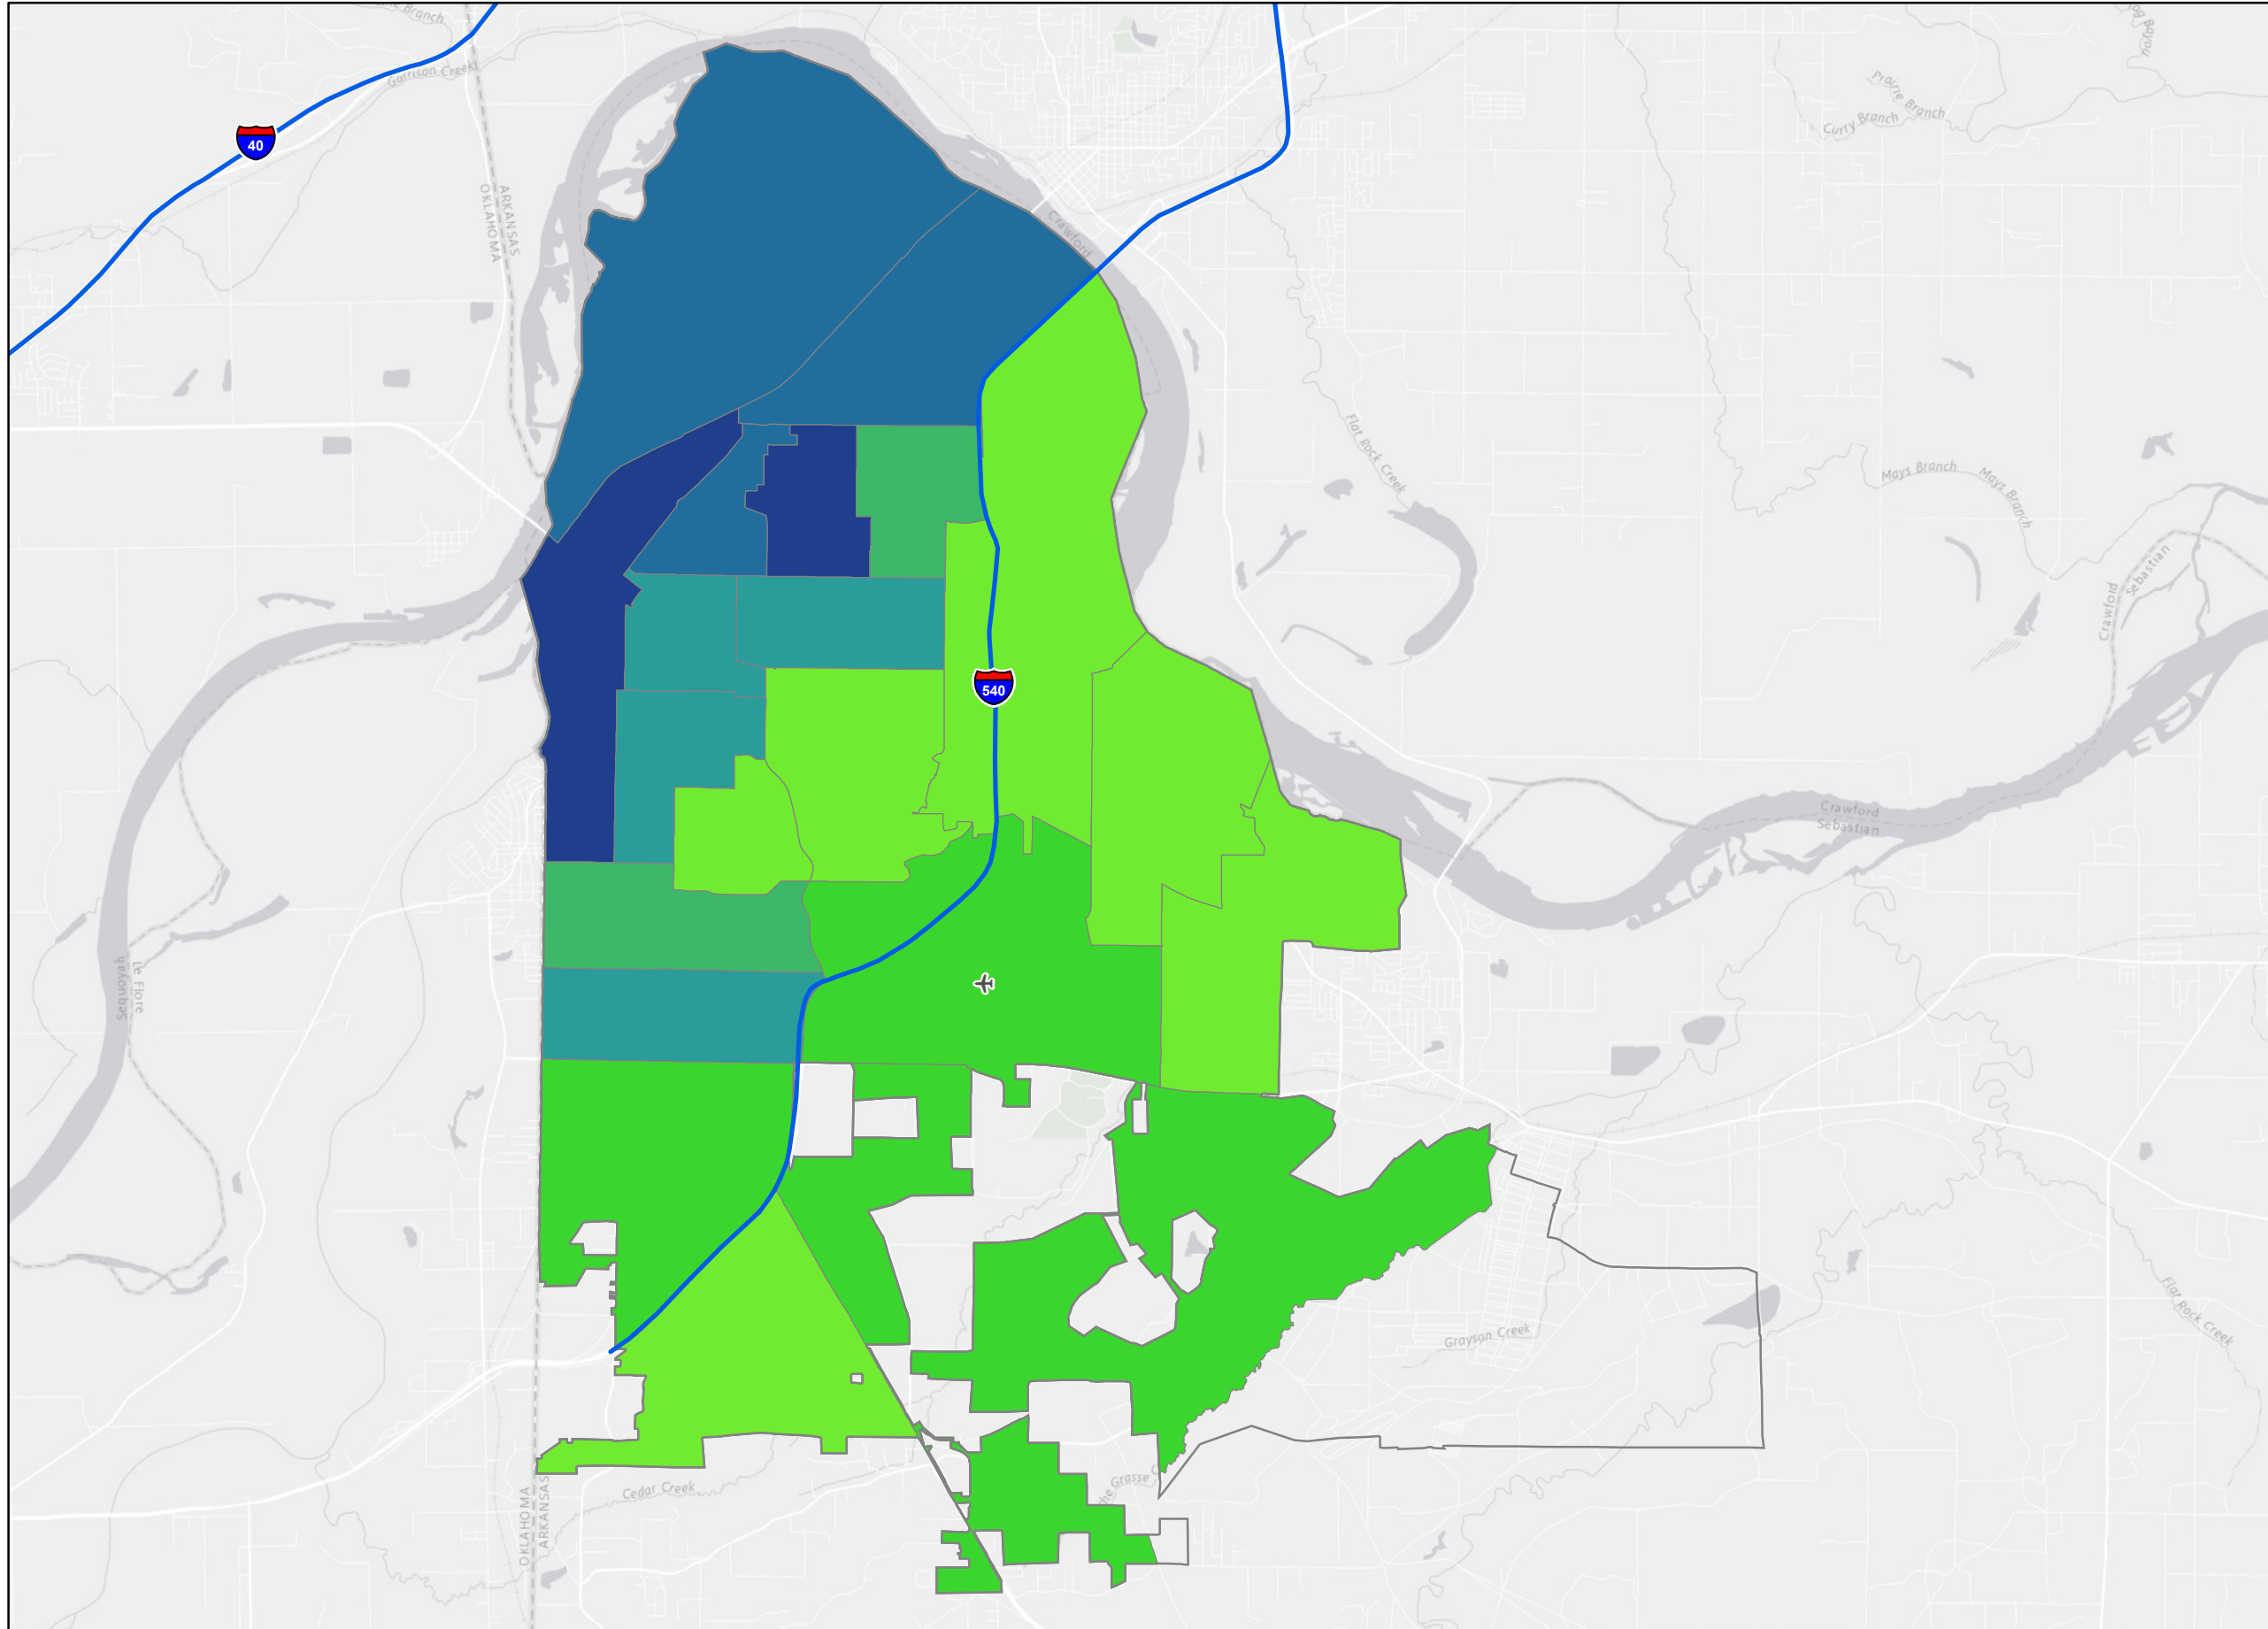 Garrison Creek
Prairie Branch
Curry Branch
40
ARKANSAS
OKLAHOMA
Crawford
Flat Rock Creek
Mays Branch
Mays Branch
Sebastian
Crawford
540
Crawford
Sebastian
Sequoyah
Le Flore
Flat Rock Creek
Grayson Creek
Cedar Creek
Grasse
OKLAHOMA
ARKANSAS